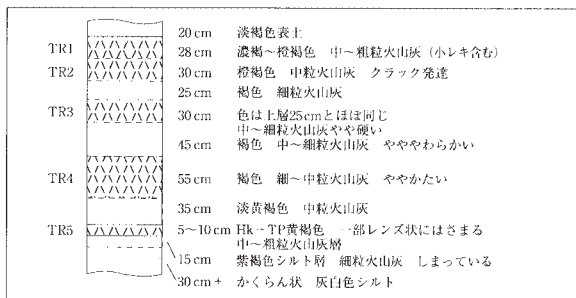 20 cm 淡褐色表土
TR1 28 cm 濃褐～橙褐色 中～粗粒火山灰（小レキ含む）
TR2 30 cm 橙褐色 中粒火山灰 クラック発達
25 cm 褐色 細粒火山灰
TR3 30 cm 色は上層25cmとほぼ同じ
中～細粒火山灰やや硬い
45 cm 褐色 中～細粒火山灰 やややわらかい
TR4 55 cm 褐色 細～中粒火山灰 ややかたい
35 cm 淡黄褐色 中粒火山灰
TR5 5～10 cm Hk－TP黄褐色 一部レンズ状にはさまる
中～粗粒火山灰層
15 cm 紫褐色シルト層 細粒火山灰 しまっている
30 cm + かくらん状 灰白色シルト